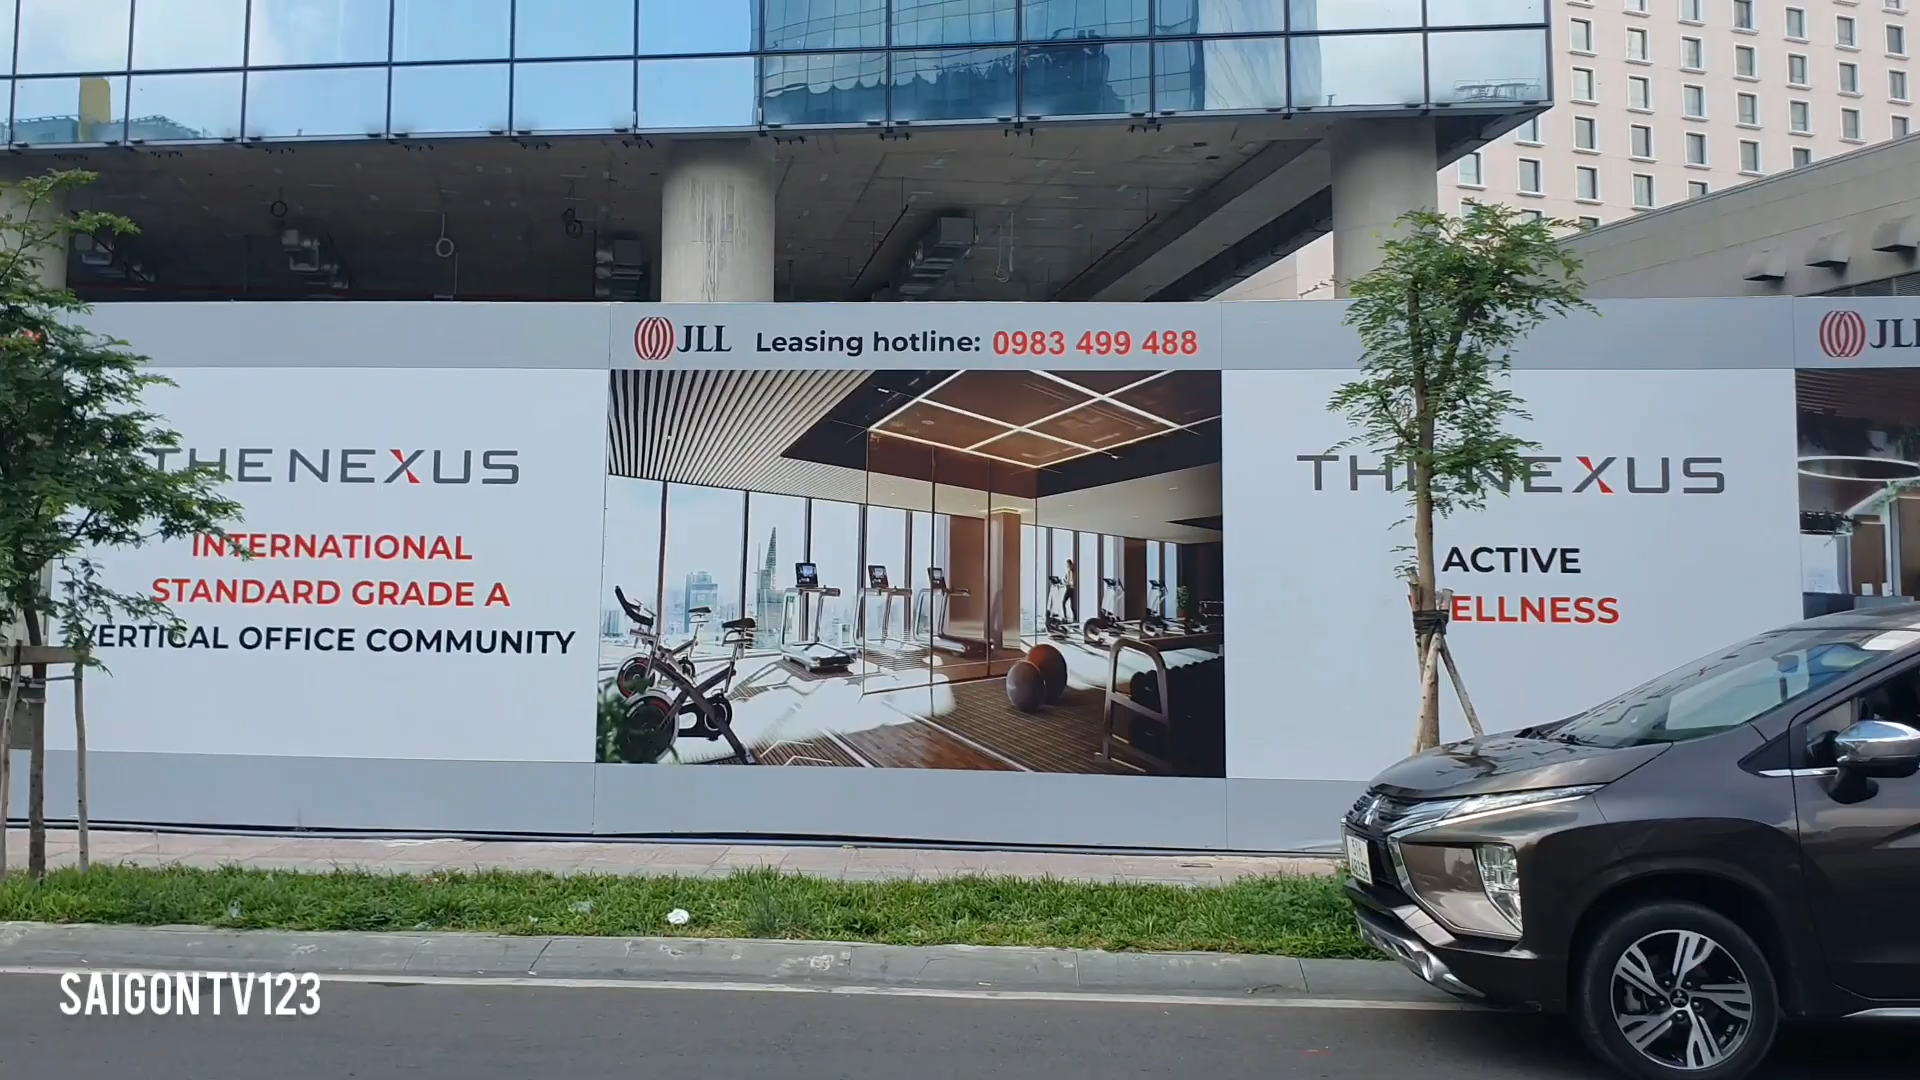 JLL Leasing hotline: 0983 499 488
JLL
THE NEXUS
INTERNATIONAL
STANDARD GRADE A
VERTICAL OFFICE COMMUNITY
THE NEXUS
ACTIVE
WELLNESS
SAIGONTV123